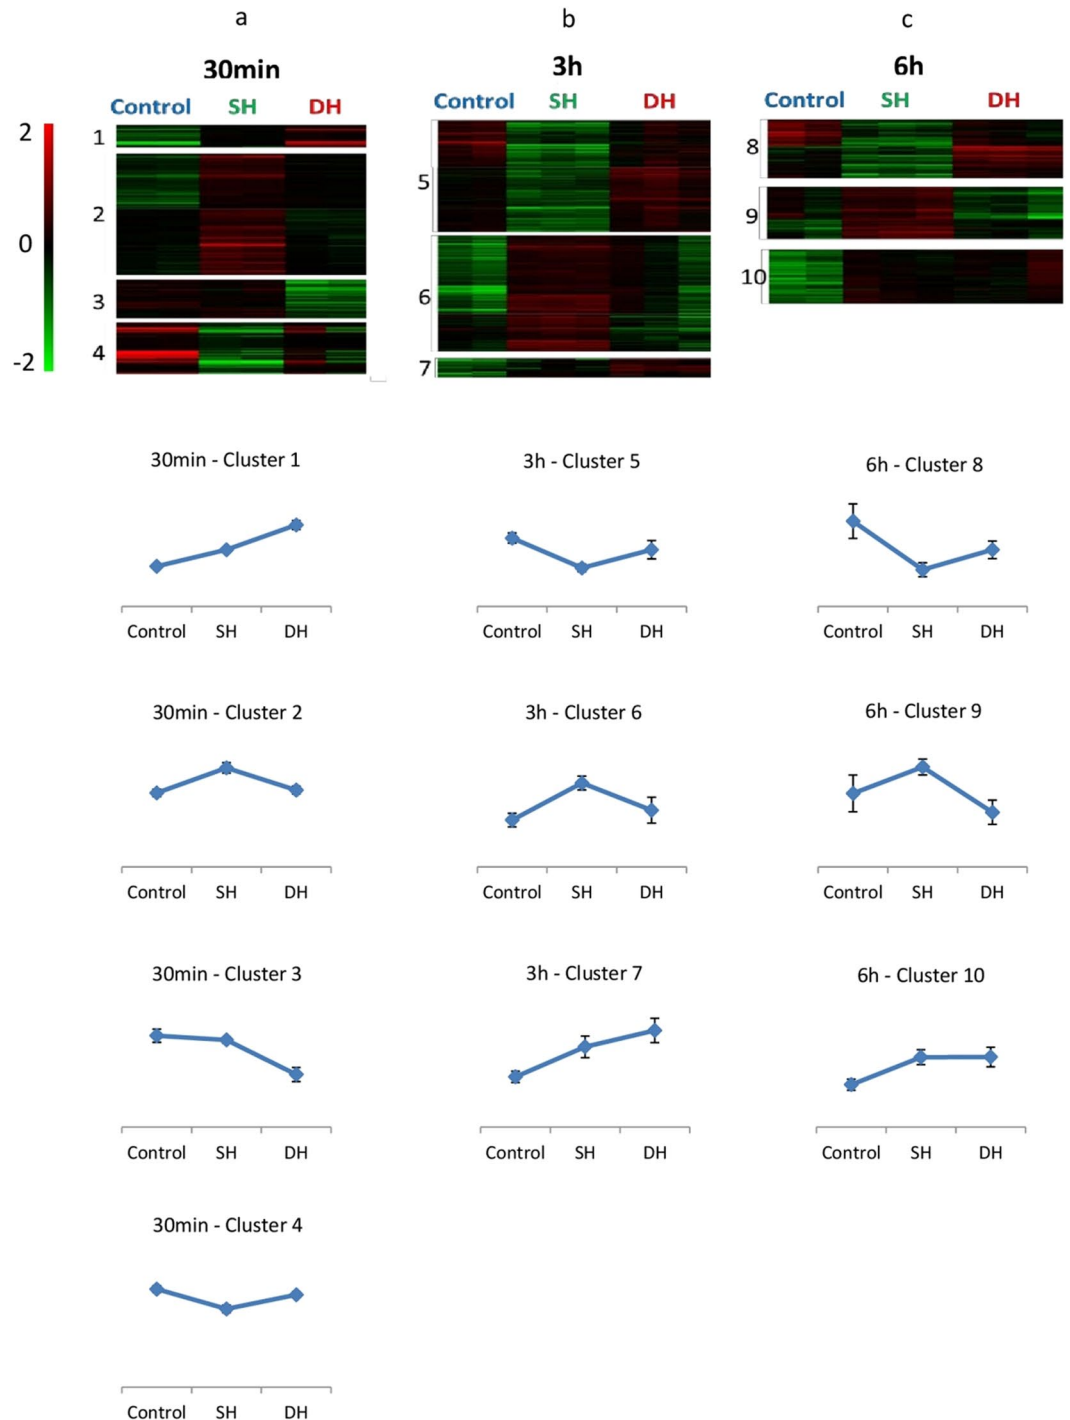 a b c
30min 3h 6h
Control SH DH Control SH DH Control SH DH
2
0
-2
1
2
3
4
5
6
7
8
9
10
30min - Cluster 1 3h - Cluster 5 6h - Cluster 8
Control SH DH Control SH DH Control SH DH
30min - Cluster 2 3h - Cluster 6 6h - Cluster 9
Control SH DH Control SH DH Control SH DH
30min - Cluster 3 3h - Cluster 7 6h - Cluster 10
Control SH DH Control SH DH Control SH DH
30min - Cluster 4
Control SH DH